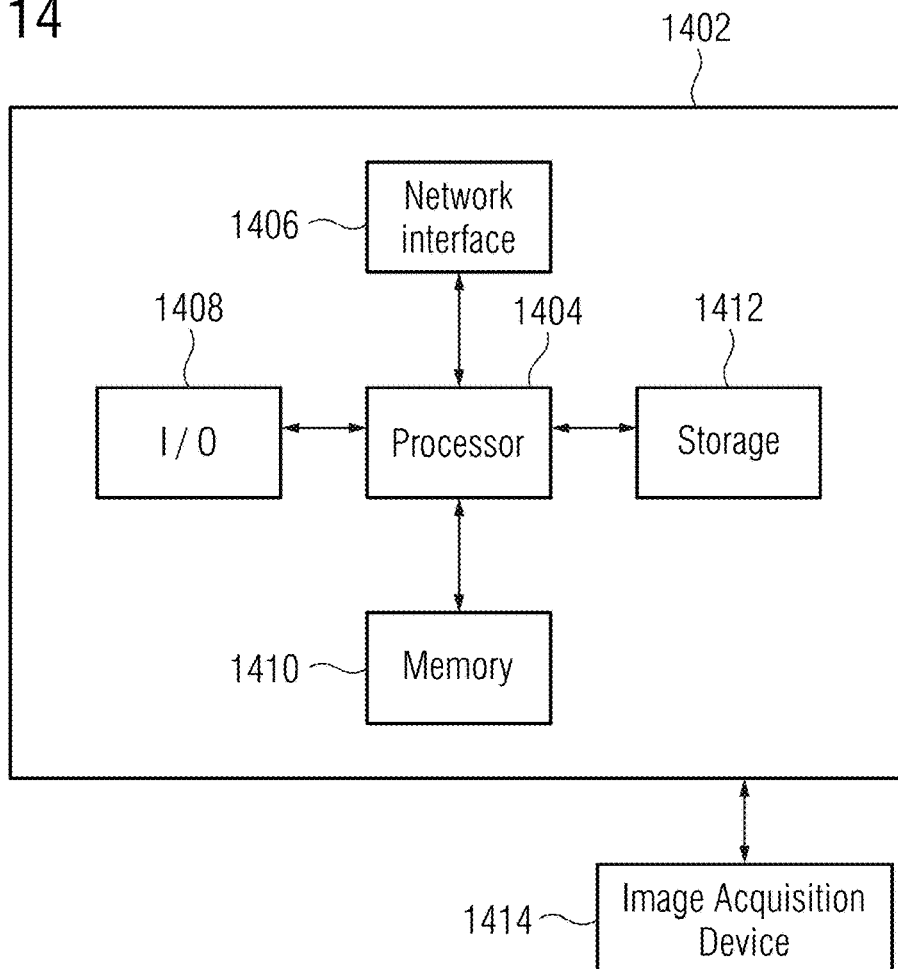 14
1402
Network
1406
interface
1408
1404
1412
I / O
Processor
Storage
1410
Memory
Image Acquisition
1414
Device